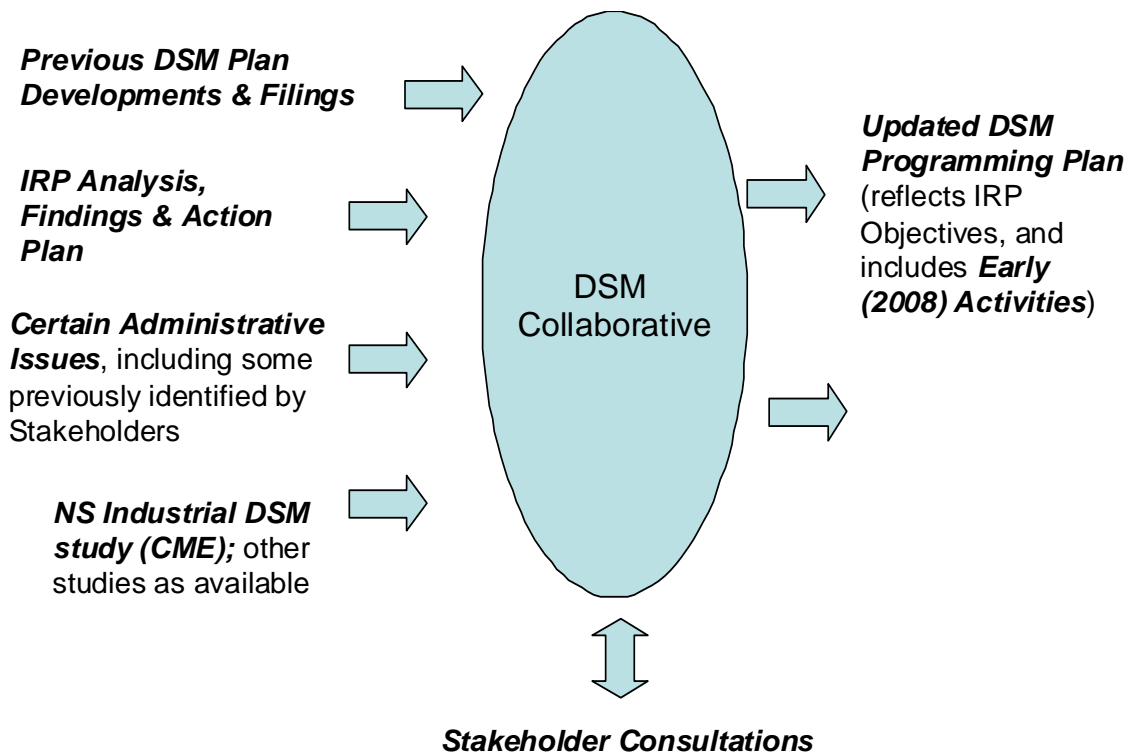 Previous DSM Plan
Developments & Filings
IRP Analysis,
Findings & Action
Plan
Certain Administrative
Issues, including some
previously identified by
Stakeholders
NS Industrial DSM
study (CME); other
studies as available
DSM
Collaborative
Updated DSM
Programming Plan
(reflects IRP
Objectives, and
includes Early
(2008) Activities)
Stakeholder Consultations